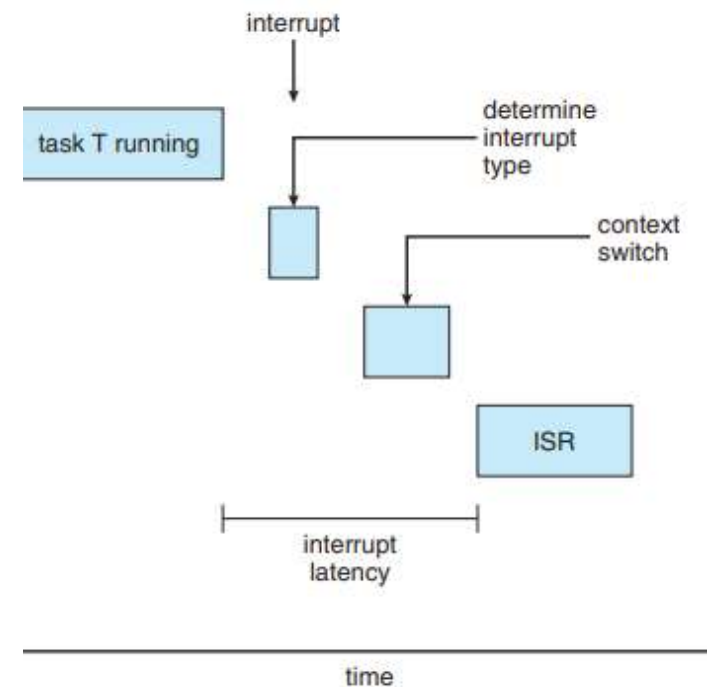 interrupt
task T running
determine
interrupt
type
context
switch
ISR
interrupt
latency
time